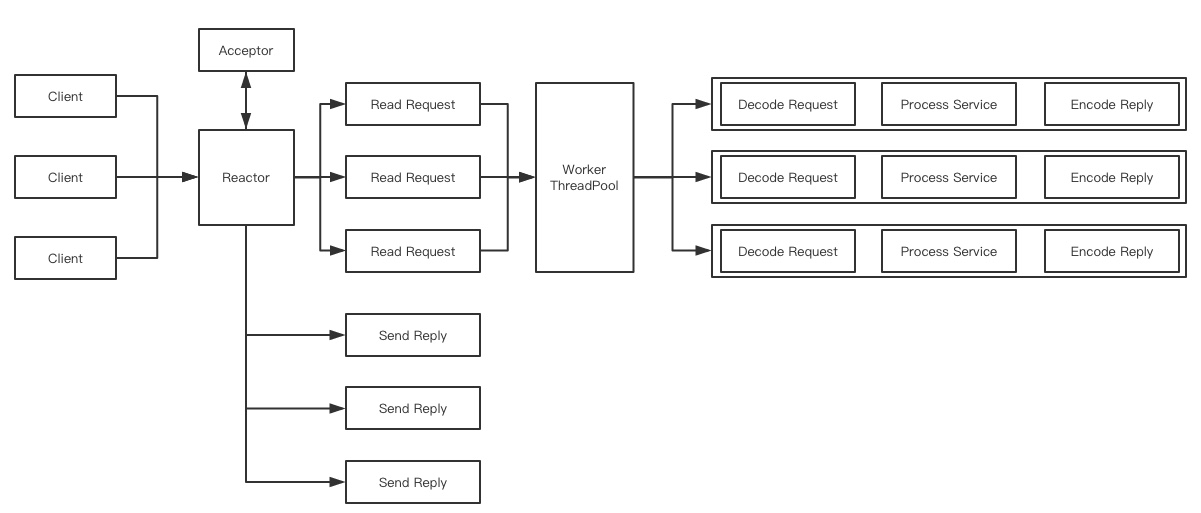 Acceptor
Client
Client
Client
Reactor
Read Request
Read Request
Read Request
Worker
ThreadPool
Decode Request
Process Service
Encode Reply
Decode Request
Process Service
Encode Reply
Decode Request
Process Service
Encode Reply
Send Reply
Send Reply
Send Reply